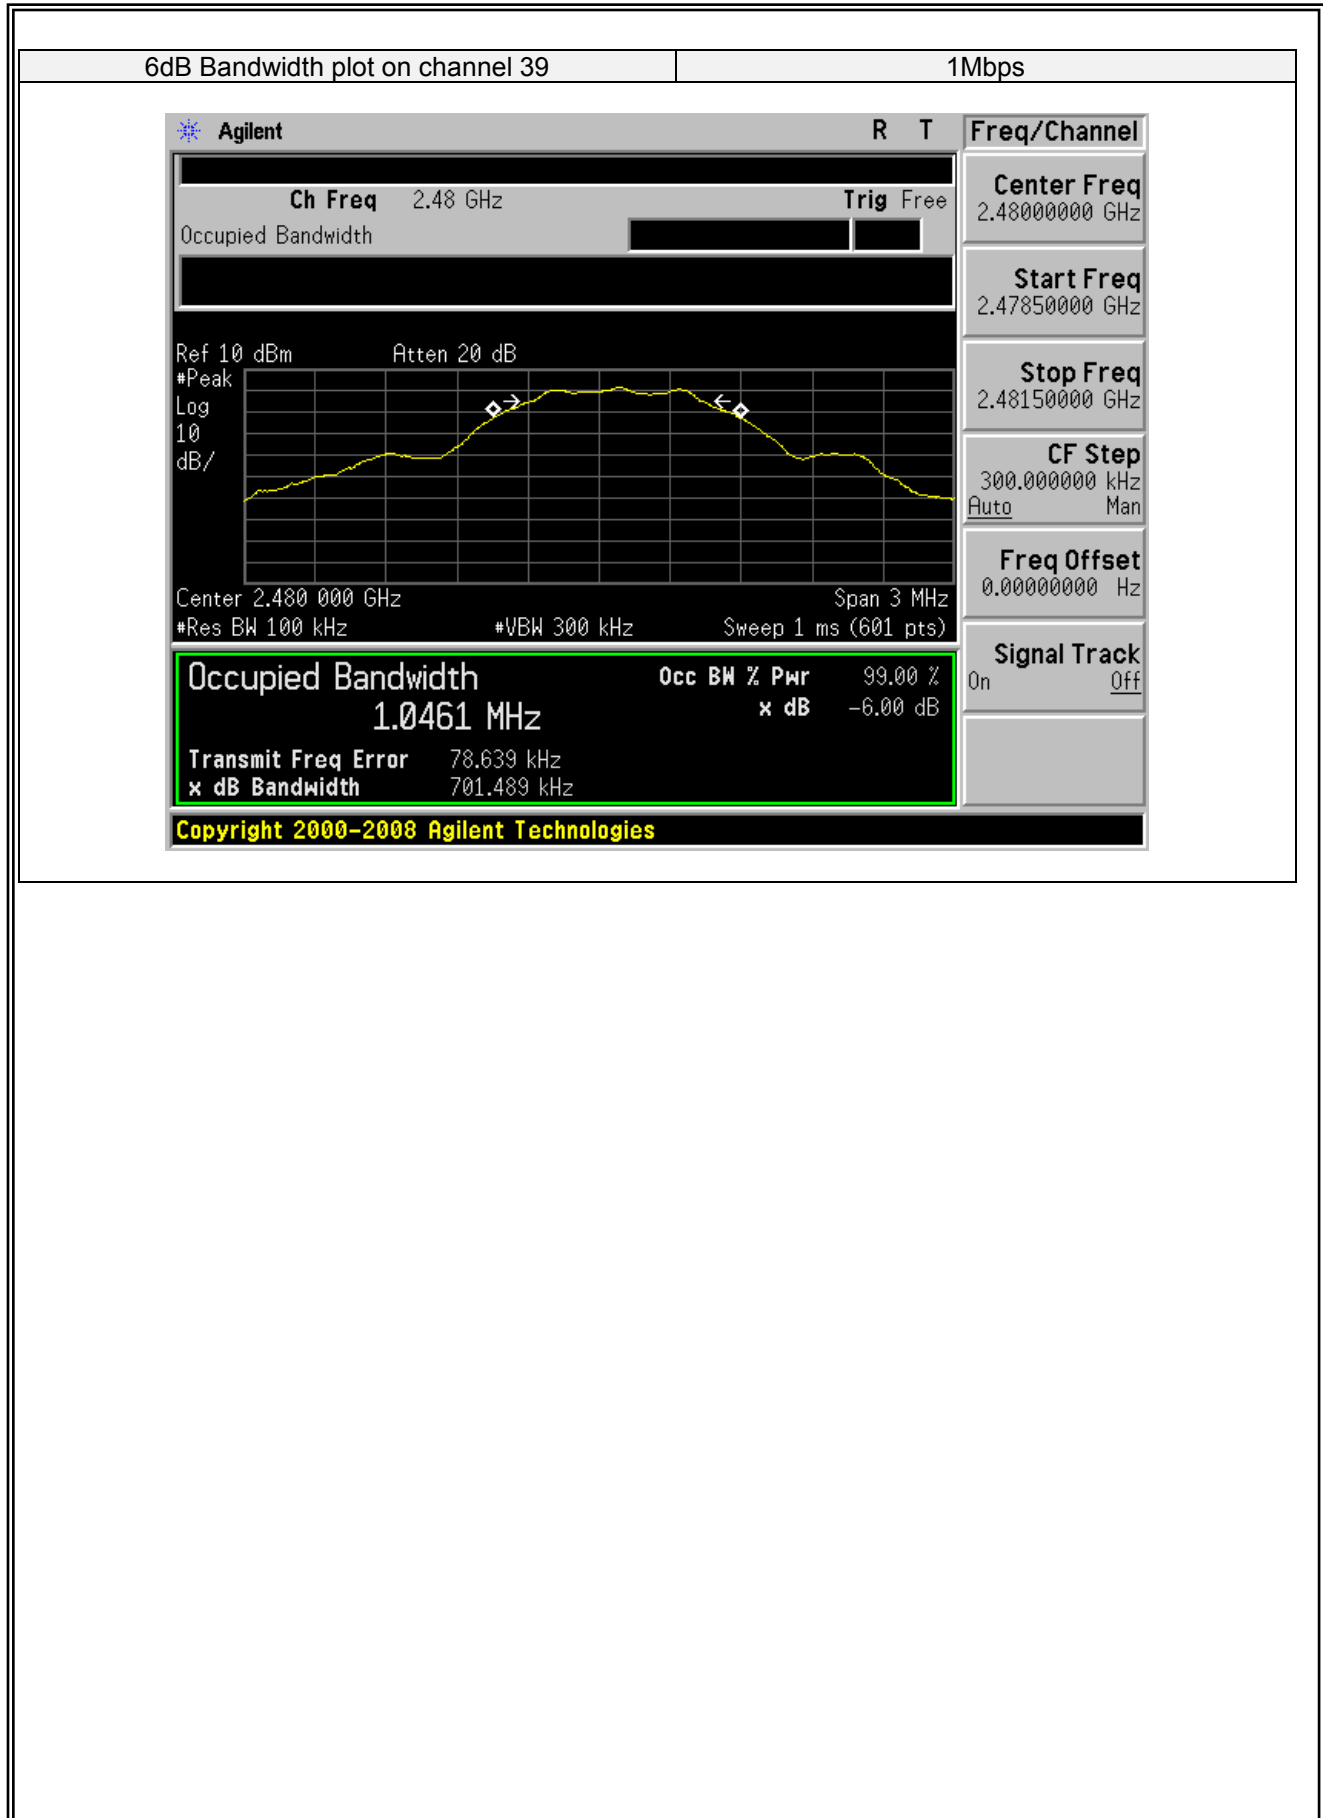 6dB Bandwidth plot on channel 39 1Mbps
Agilent R T Freq/Channel
Ch Freq 2.48 GHz Trig Free
Occupied Bandwidth
Center Freq
2.48000000 GHz
Start Freq
2.47850000 GHz
Stop Freq
2.48150000 GHz
CF Step
300.000000 kHz
Auto Man
Freq Offset
0.00000000 Hz
Signal Track
On Off
Ref 10 dBm Atten 20 dB
#Peak
Log
10
dB/
Center 2.480 000 GHz Span 3 MHz
#Res BW 100 kHz #VBW 300 kHz Sweep 1 ms (601 pts)
Occupied Bandwidth Occ BW % Pwr 99.00 %
1.0461 MHz x dB -6.00 dB
Transmit Freq Error 78.639 kHz
x dB Bandwidth 701.489 kHz
Copyright 2000-2008 Agilent Technologies